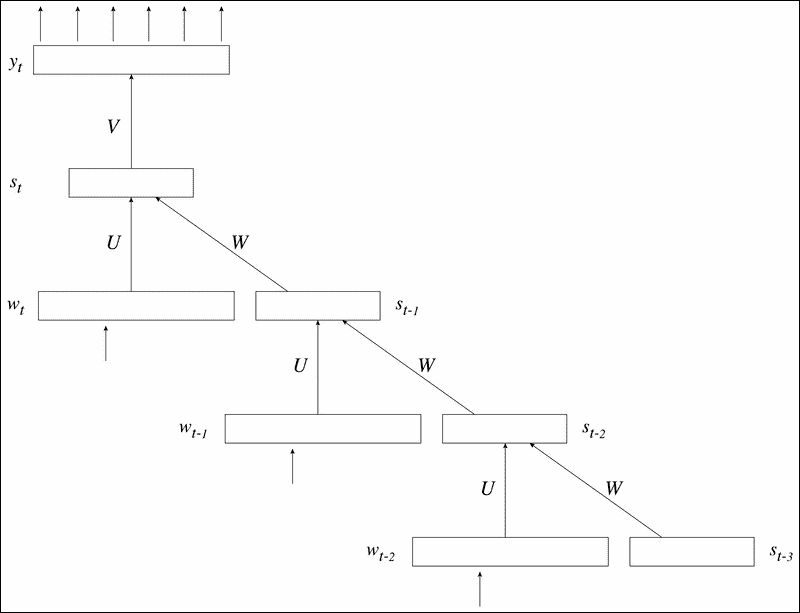 y_t
V
s_t
U W
w_t s_{t-1}
U W
w_{t-1} s_{t-2}
U W
w_{t-2} s_{t-3}